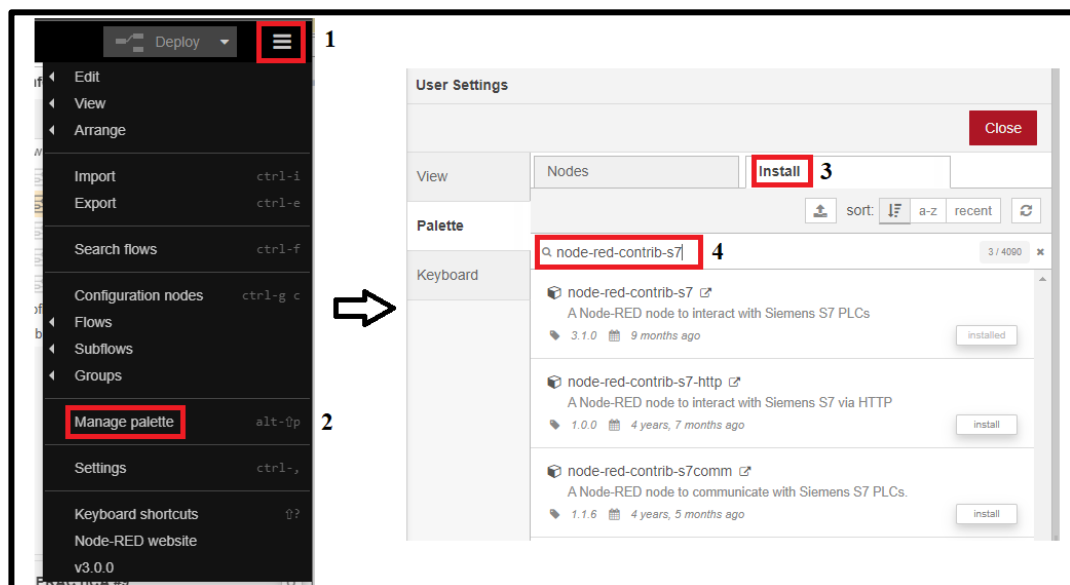 Deploy
1
Edit
View
Arrange
Import ctrl-i
Export ctrl-e
Search flows ctrl-f
Configuration nodes ctrl-g c
Flows
Subflows
Groups
Manage palette alt-⇧p
2
Settings ctrl-,
Keyboard shortcuts ⇧?
Node-RED website
v3.0.0
User Settings
Close
View
Palette
Keyboard
Nodes
Install 3
sort: a-z recent
node-red-contrib-s7 4 3 / 4090
node-red-contrib-s7
A Node-RED node to interact with Siemens S7 PLCs
3.1.0 9 months ago installed
node-red-contrib-s7-http
A Node-RED node to interact with Siemens S7 via HTTP
1.0.0 4 years, 7 months ago install
node-red-contrib-s7comm
A Node-RED node to communicate with Siemens S7 PLCs.
1.1.6 4 years, 5 months ago install